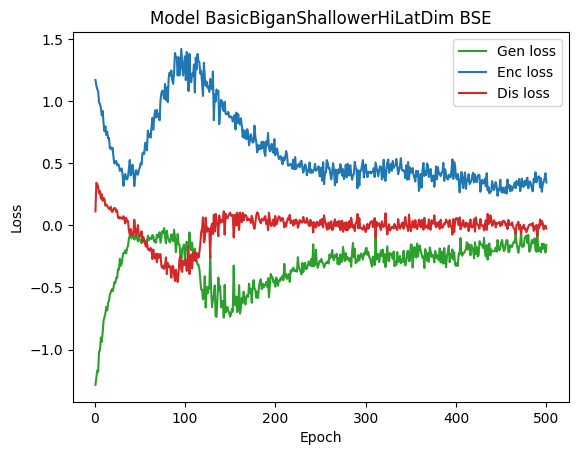 Model BasicBiganShallowerHiLatDim BSE
Gen loss
Enc loss
Dis loss
Loss
1.5
1.0
0.5
0.0
−0.5
−1.0
0 100 200 300 400 500
Epoch